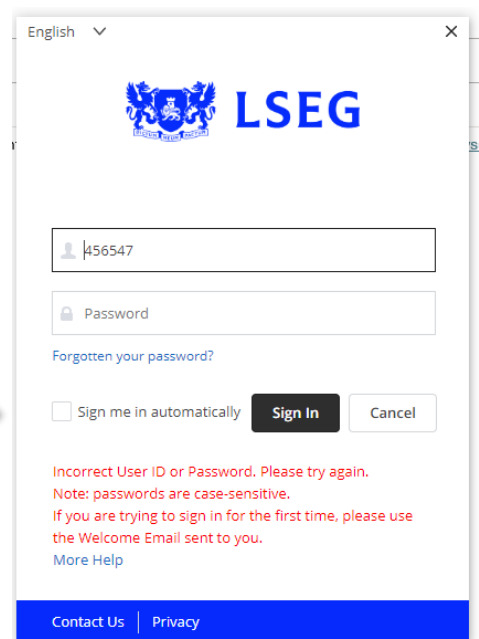 English
LSEG
456547
Password
Forgotten your password?
Sign me in automatically
Sign In
Cancel
Incorrect User ID or Password. Please try again.
Note: passwords are case-sensitive.
If you are trying to sign in for the first time, please use
the Welcome Email sent to you.
More Help
Contact Us | Privacy